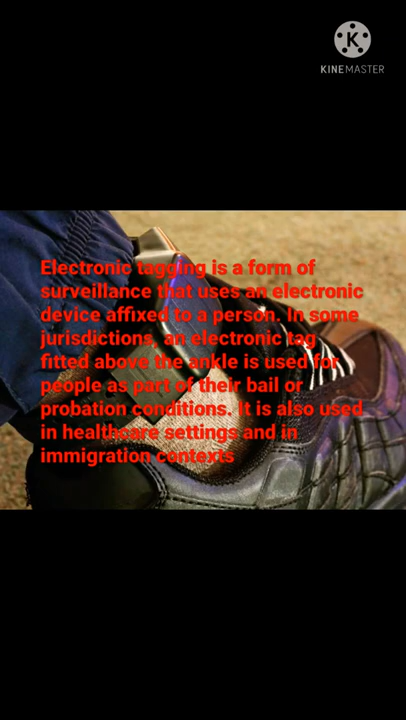 K
KINEMASTER
Electronic tagging is a form of
surveillance that uses an electronic
device affixed to a person. In some
jurisdictions, an electronic tag
fitted above the ankle is used for
people as part of their bail or
probation conditions. It is also used
in healthcare settings and in
immigration contexts